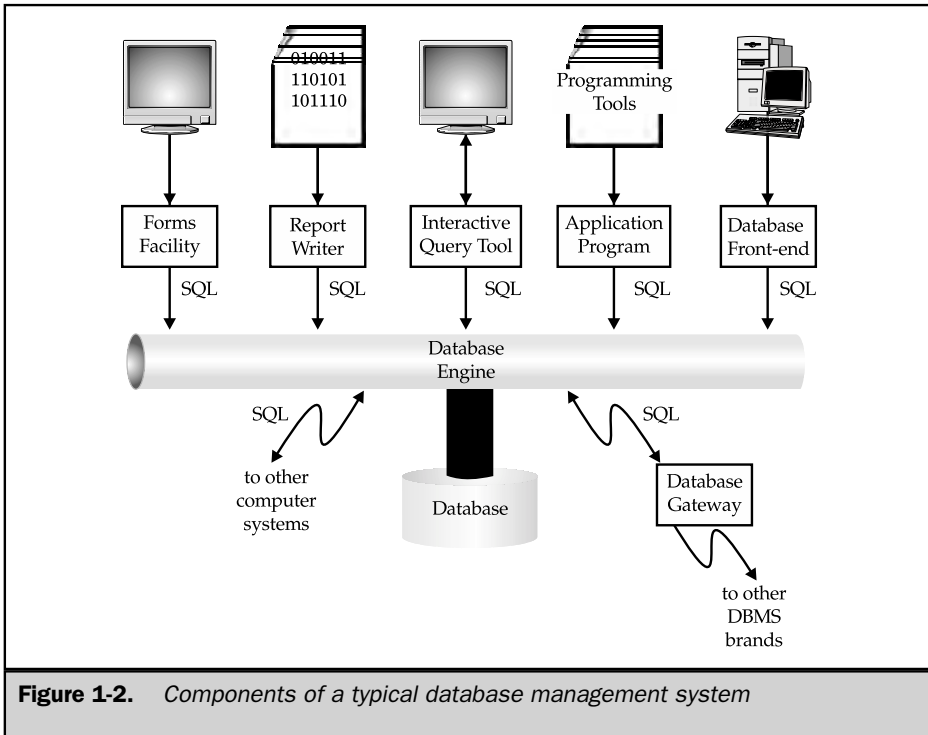 010011
110101
101110
Programming
Tools
Forms
Facility
Report
Writer
Interactive
Query Tool
Application
Program
Database
Front-end
SQL
SQL
SQL
SQL
SQL
Database
Engine
SQL
SQL
to other
computer
systems
Database
Database
Gateway
to other
DBMS
brands
Figure 1-2. Components of a typical database management system